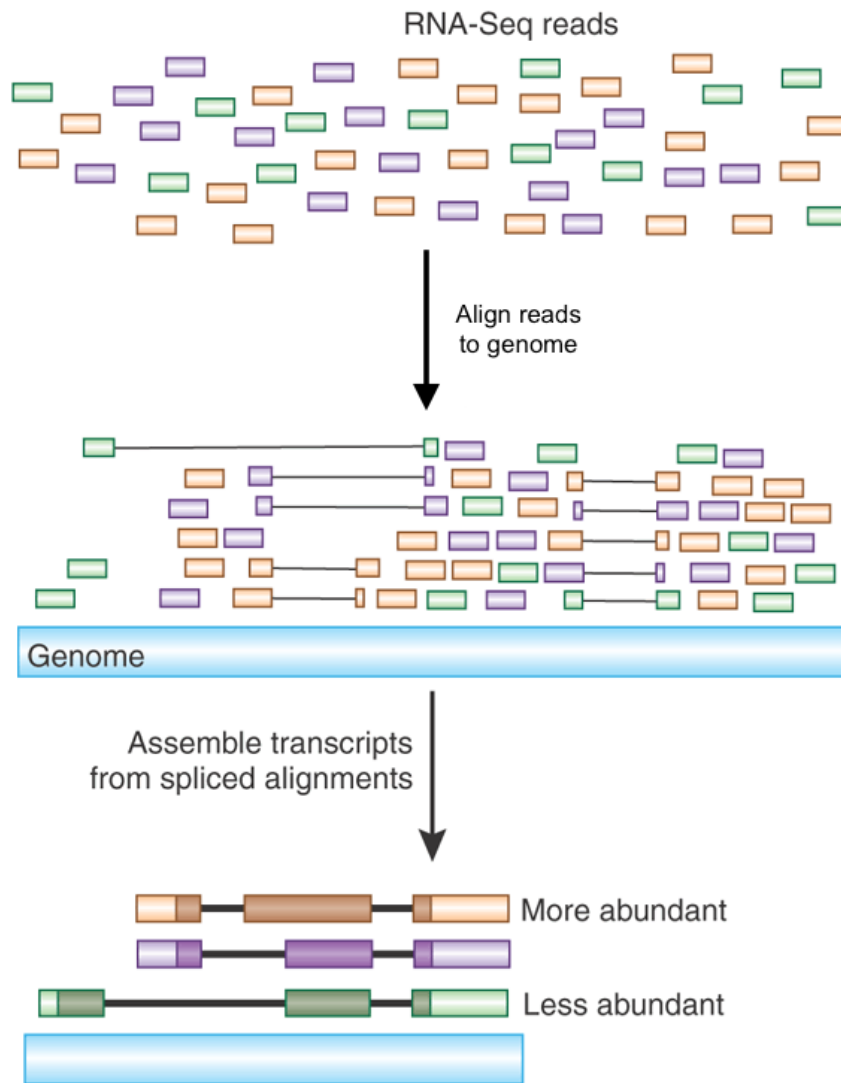 RNA-Seq reads
Align reads
to genome
Genome
Assemble transcripts
from spliced alignments
More abundant
Less abundant